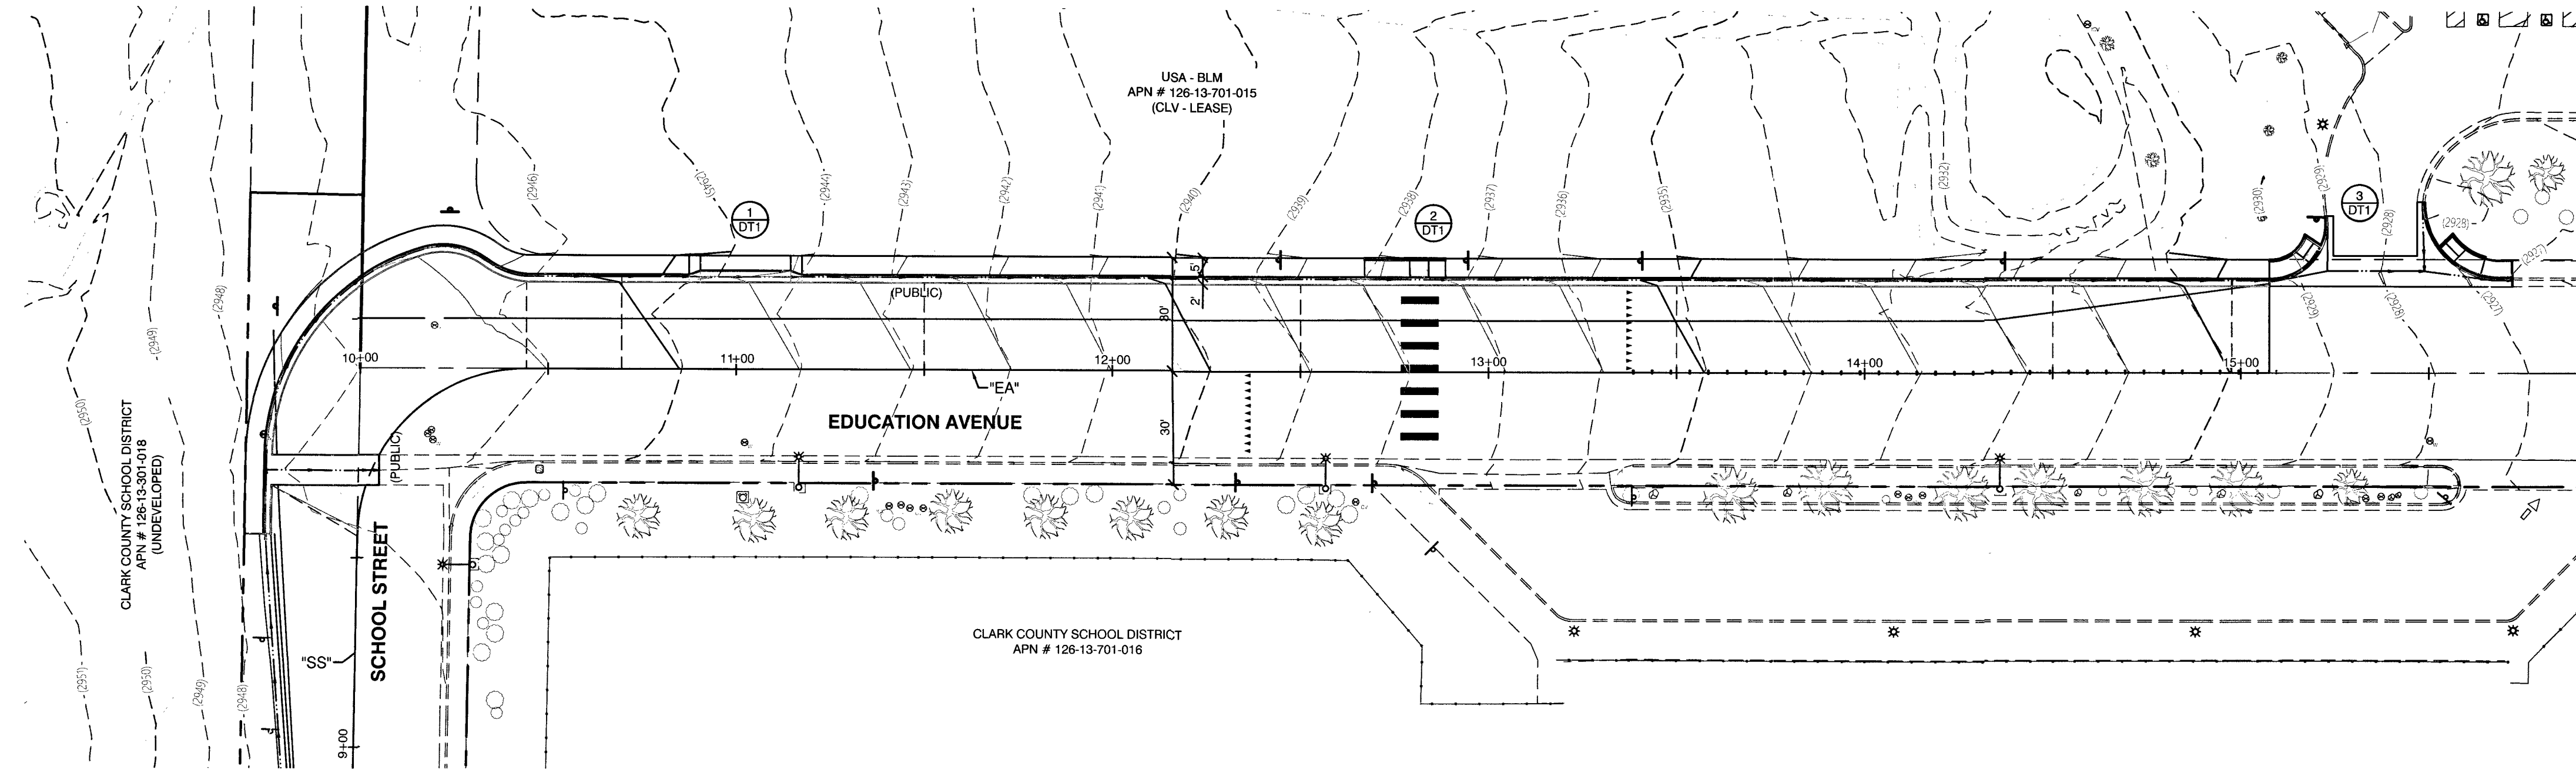 USA - BLM
APN # 126-13-701-015
(CLV - LEASE)
(2946)
(2945)
(2944)
(2943)
(2942)
(2941)
(2940)
(2939)
(2938)
(2937)
(2936)
(2935)
(2932)
(2930)
(2929)
(2928)
(2928)
(2927)
1
DT1
2
DT1
3
DT1
5'
2'
(PUBLIC)
30'
10+00
11+00
12+00
13+00
14+00
15+00
"EA"
EDUCATION AVENUE
30'
(2929)
(2928)
(2927)
(2948)
(2949)
(2950)
CLARK COUNTY SCHOOL DISTRICT
APN # 126-13-301-018
(UNDEVELOPED)
(PUBLIC)
SCHOOL STREET
"SS"
9+00
(2951)
(2950)
(2949)
(2948)
CLARK COUNTY SCHOOL DISTRICT
APN # 126-13-701-016